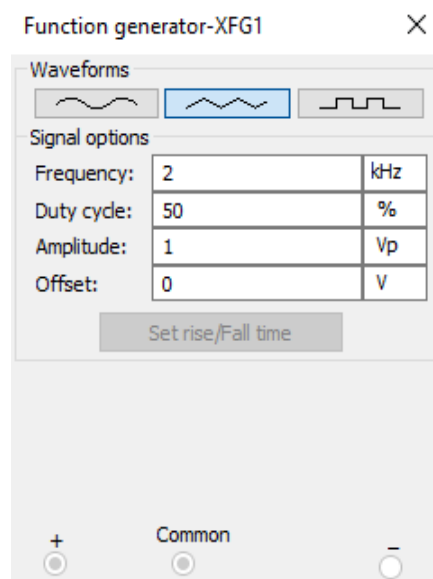 Function generator-XFG1
Waveforms
Signal options
Frequency: 2 kHz
Duty cycle: 50 %
Amplitude: 1 Vp
Offset: 0 V
Set rise/Fall time
+ Common −